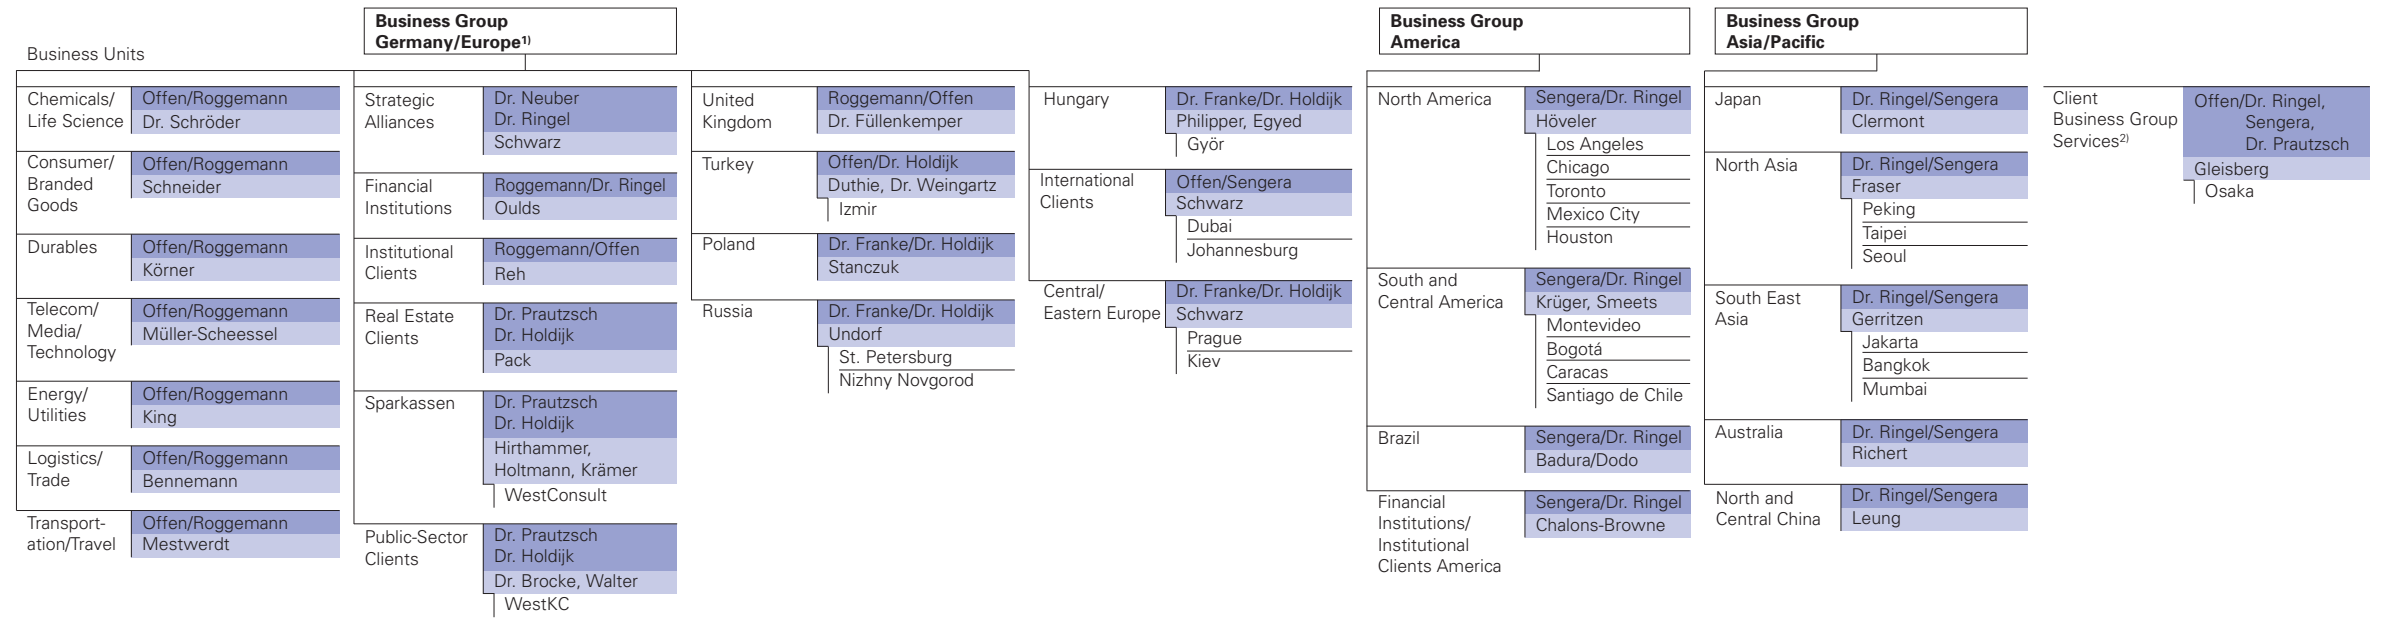 Business Units
Business Group
Germany/Europe1)
Chemicals/
Life Science
Offen/Roggemann
Dr. Schröder
Consumer/
Branded
Goods
Offen/Roggemann
Schneider
Durables
Offen/Roggemann
Körner
Telecom/
Media/
Technology
Offen/Roggemann
Müller-Scheessel
Energy/
Utilities
Offen/Roggemann
King
Logistics/
Trade
Offen/Roggemann
Bennemann
Transport-
ation/Travel
Offen/Roggemann
Mestwerdt
Strategic
Alliances
Dr. Neuber
Dr. Ringel
Schwarz
Financial
Institutions
Roggemann/Dr. Ringel
Oulds
Institutional
Clients
Roggemann/Offen
Reh
Real Estate
Clients
Dr. Prautzsch
Dr. Holdijk
Pack
Sparkassen
Dr. Prautzsch
Dr. Holdijk
Hirthammer,
Holtmann, Krämer
WestConsult
Public-Sector
Clients
Dr. Prautzsch
Dr. Holdijk
Dr. Brocke, Walter
WestKC
United
Kingdom
Roggemann/Offen
Dr. Füllenkemper
Turkey
Offen/Dr. Holdijk
Duthie, Dr. Weingartz
Izmir
Poland
Dr. Franke/Dr. Holdijk
Stanczuk
Russia
Dr. Franke/Dr. Holdijk
Undorf
St. Petersburg
Nizhny Novgorod
Hungary
Dr. Franke/Dr. Holdijk
Philipper, Egyed
Györ
International
Clients
Offen/Sengera
Schwarz
Dubai
Johannesburg
Central/
Eastern Europe
Dr. Franke/Dr. Holdijk
Schwarz
Prague
Kiev
Business Group
America
North America
Sengera/Dr. Ringel
Höveler
Los Angeles
Chicago
Toronto
Mexico City
Houston
South and
Central America
Sengera/Dr. Ringel
Krüger, Smeets
Montevideo
Bogotá
Caracas
Santiago de Chile
Brazil
Sengera/Dr. Ringel
Badura/Dodo
Financial
Institutions/
Institutional
Clients America
Sengera/Dr. Ringel
Chalons-Browne
Business Group
Asia/Pacific
Japan
Dr. Ringel/Sengera
Clermont
North Asia
Dr. Ringel/Sengera
Fraser
Peking
Taipei
Seoul
South East
Asia
Dr. Ringel/Sengera
Gerritzen
Jakarta
Bangkok
Mumbai
Australia
Dr. Ringel/Sengera
Richert
North and
Central China
Dr. Ringel/Sengera
Leung
Client
Business Group
Services2)
Offen/Dr. Ringel,
Sengera,
Dr. Prautzsch
Gleisberg
Osaka